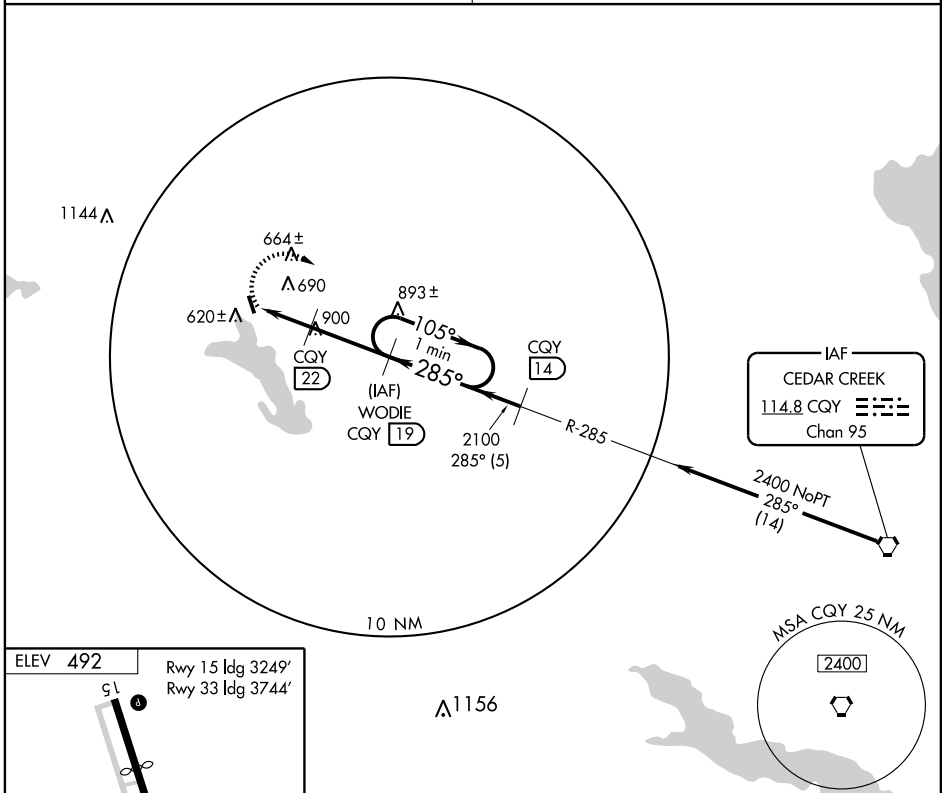 1144
664±
690
620±
900
893±
105°
1 min
285°
CQY
22
(IAF)
WODIE
CQY 19
CQY
14
2100
285° (5)
R-285
IAF
CEDAR CREEK
114.8 CQY
Chan 95
2400 NoPT
285°
(14)
10 NM
MSA CQY 25 NM
2400
1156
ELEV 492
Rwy 15 ldg 3249'
Rwy 33 ldg 3744'
15
P